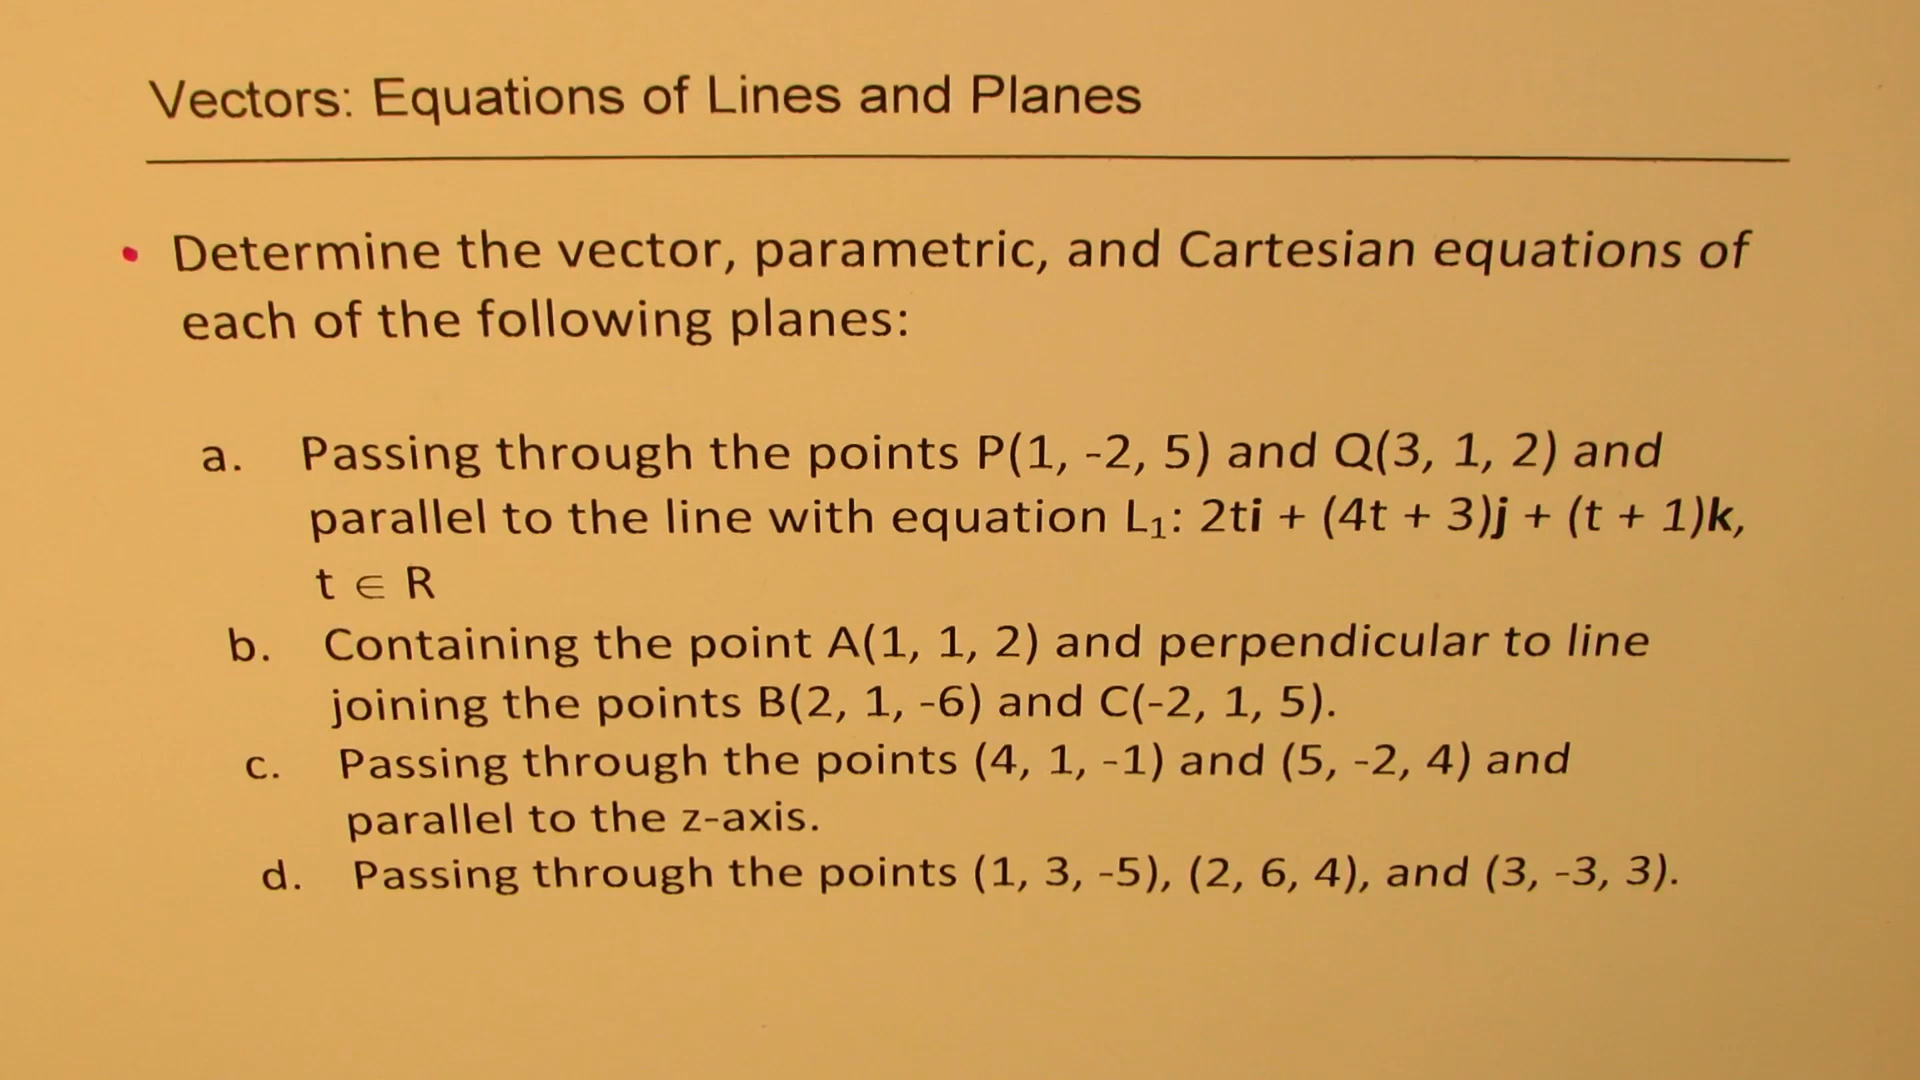 Vectors: Equations of Lines and Planes
• Determine the vector, parametric, and Cartesian equations of
each of the following planes:
a. Passing through the points P(1, -2, 5) and Q(3, 1, 2) and
parallel to the line with equation L₁: 2ti + (4t + 3)j + (t + 1)k,
t ∈ R
b. Containing the point A(1, 1, 2) and perpendicular to line
joining the points B(2, 1, -6) and C(-2, 1, 5).
c. Passing through the points (4, 1, -1) and (5, -2, 4) and
parallel to the z-axis.
d. Passing through the points (1, 3, -5), (2, 6, 4), and (3, -3, 3).